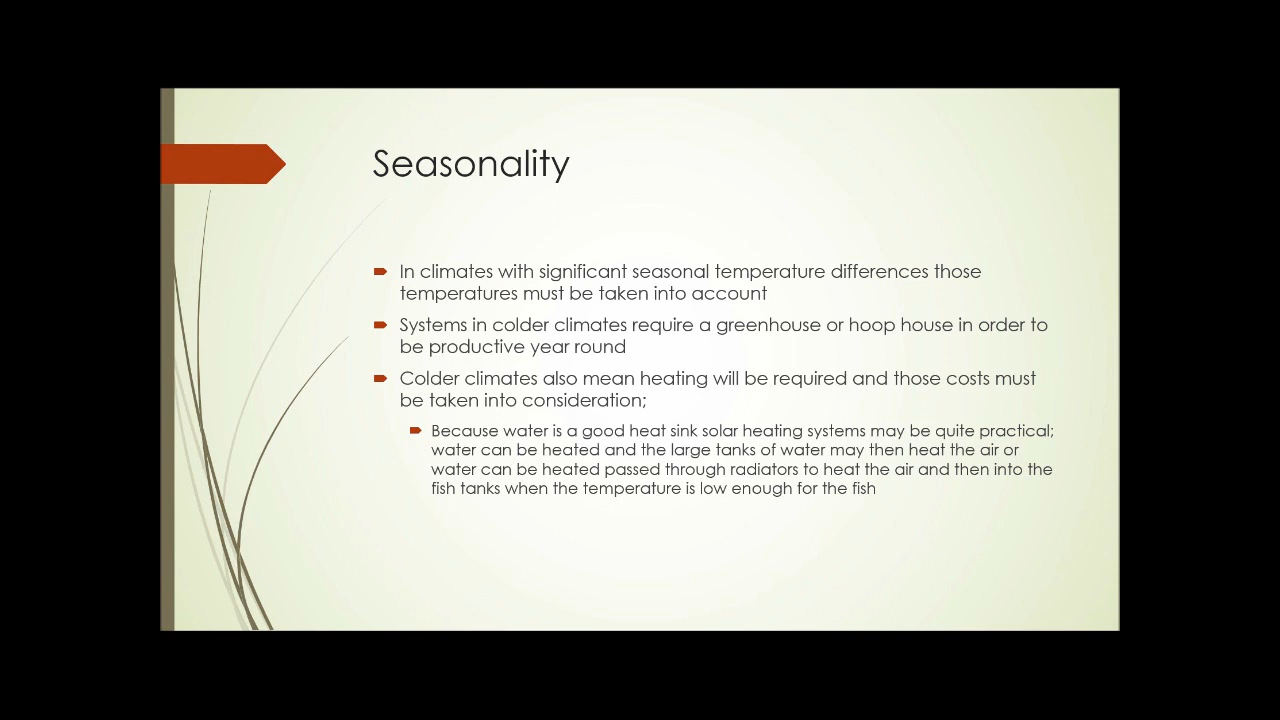 Seasonality
In climates with significant seasonal temperature differences those
temperatures must be taken into account
Systems in colder climates require a greenhouse or hoop house in order to
be productive year round
Colder climates also mean heating will be required and those costs must
be taken into consideration;
Because water is a good heat sink solar heating systems may be quite practical;
water can be heated and the large tanks of water may then heat the air or
water can be heated passed through radiators to heat the air and then into the
fish tanks when the temperature is low enough for the fish